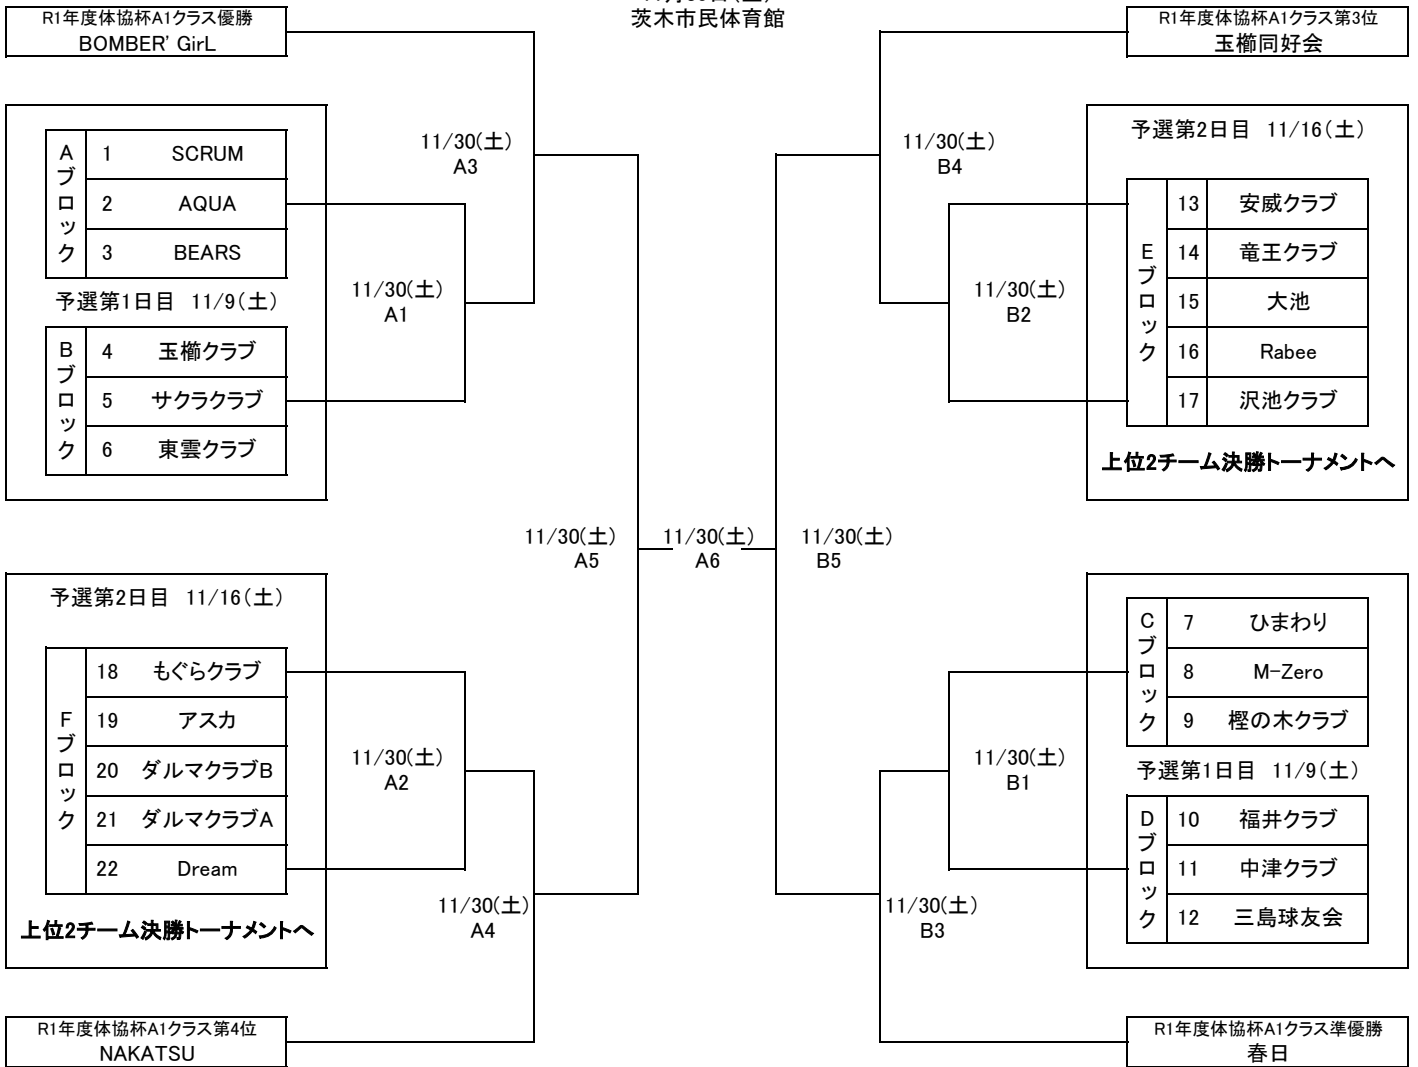 茨木市民体育館
R1年度体協杯A1クラス優勝
BOMBER' GirL
R1年度体協杯A1クラス第3位
玉櫛同好会
Aブロック
1 SCRUM
2 AQUA
3 BEARS
予選第1日目 11/9(土)
Bブロック
4 玉櫛クラブ
5 サクラクラブ
6 東雲クラブ
11/30(土)
A3
11/30(土)
A1
11/30(土)
B4
11/30(土)
B2
予選第2日目 11/16(土)
Eブロック
13 安威クラブ
14 竜王クラブ
15 大池
16 Rabee
17 沢池クラブ
上位2チーム決勝トーナメントへ
11/30(土)
A5
11/30(土)
A6
11/30(土)
B5
予選第2日目 11/16(土)
Fブロック
18 もぐらクラブ
19 アスカ
20 ダルマクラブB
21 ダルマクラブA
22 Dream
上位2チーム決勝トーナメントへ
11/30(土)
A2
11/30(土)
A4
11/30(土)
B1
11/30(土)
B3
Cブロック
7 ひまわり
8 M-Zero
9 樫の木クラブ
予選第1日目 11/9(土)
Dブロック
10 福井クラブ
11 中津クラブ
12 三島球友会
R1年度体協杯A1クラス第4位
NAKATSU
R1年度体協杯A1クラス準優勝
春日